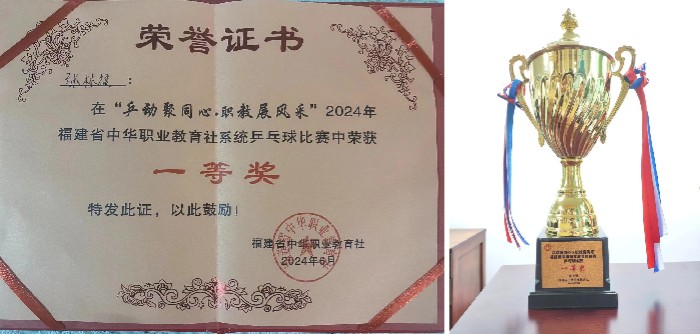 荣誉证书
在“乒动聚同心·职教展风采”2024年
福建省中华职业教育社系统乒乓球比赛中荣获
一等奖
特发此证，以此鼓励！
福建省中华职业教育社
2024年6月
一等奖